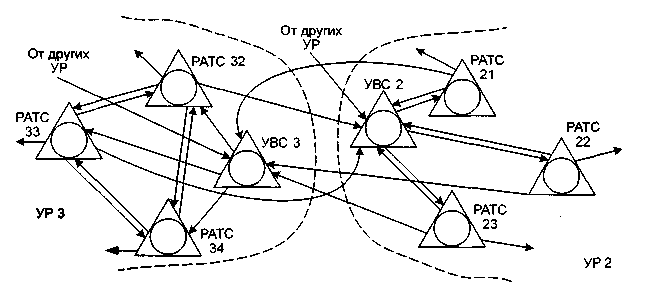 От других
УР
РАТС 32
От других
УР
РАТС
21
УВС 2
РАТС
33
УВС 3
РАТС
22
УР 3
РАТС
34
РАТС
23
УР 2